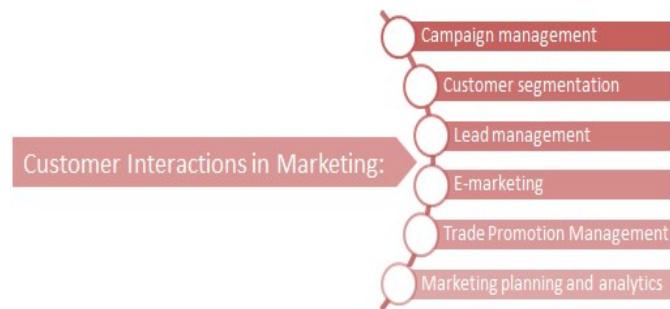 Customer Interactions in Marketing:
Campaign management
Customer segmentation
Lead management
E-marketing
Trade Promotion Management
Marketing planning and analytics